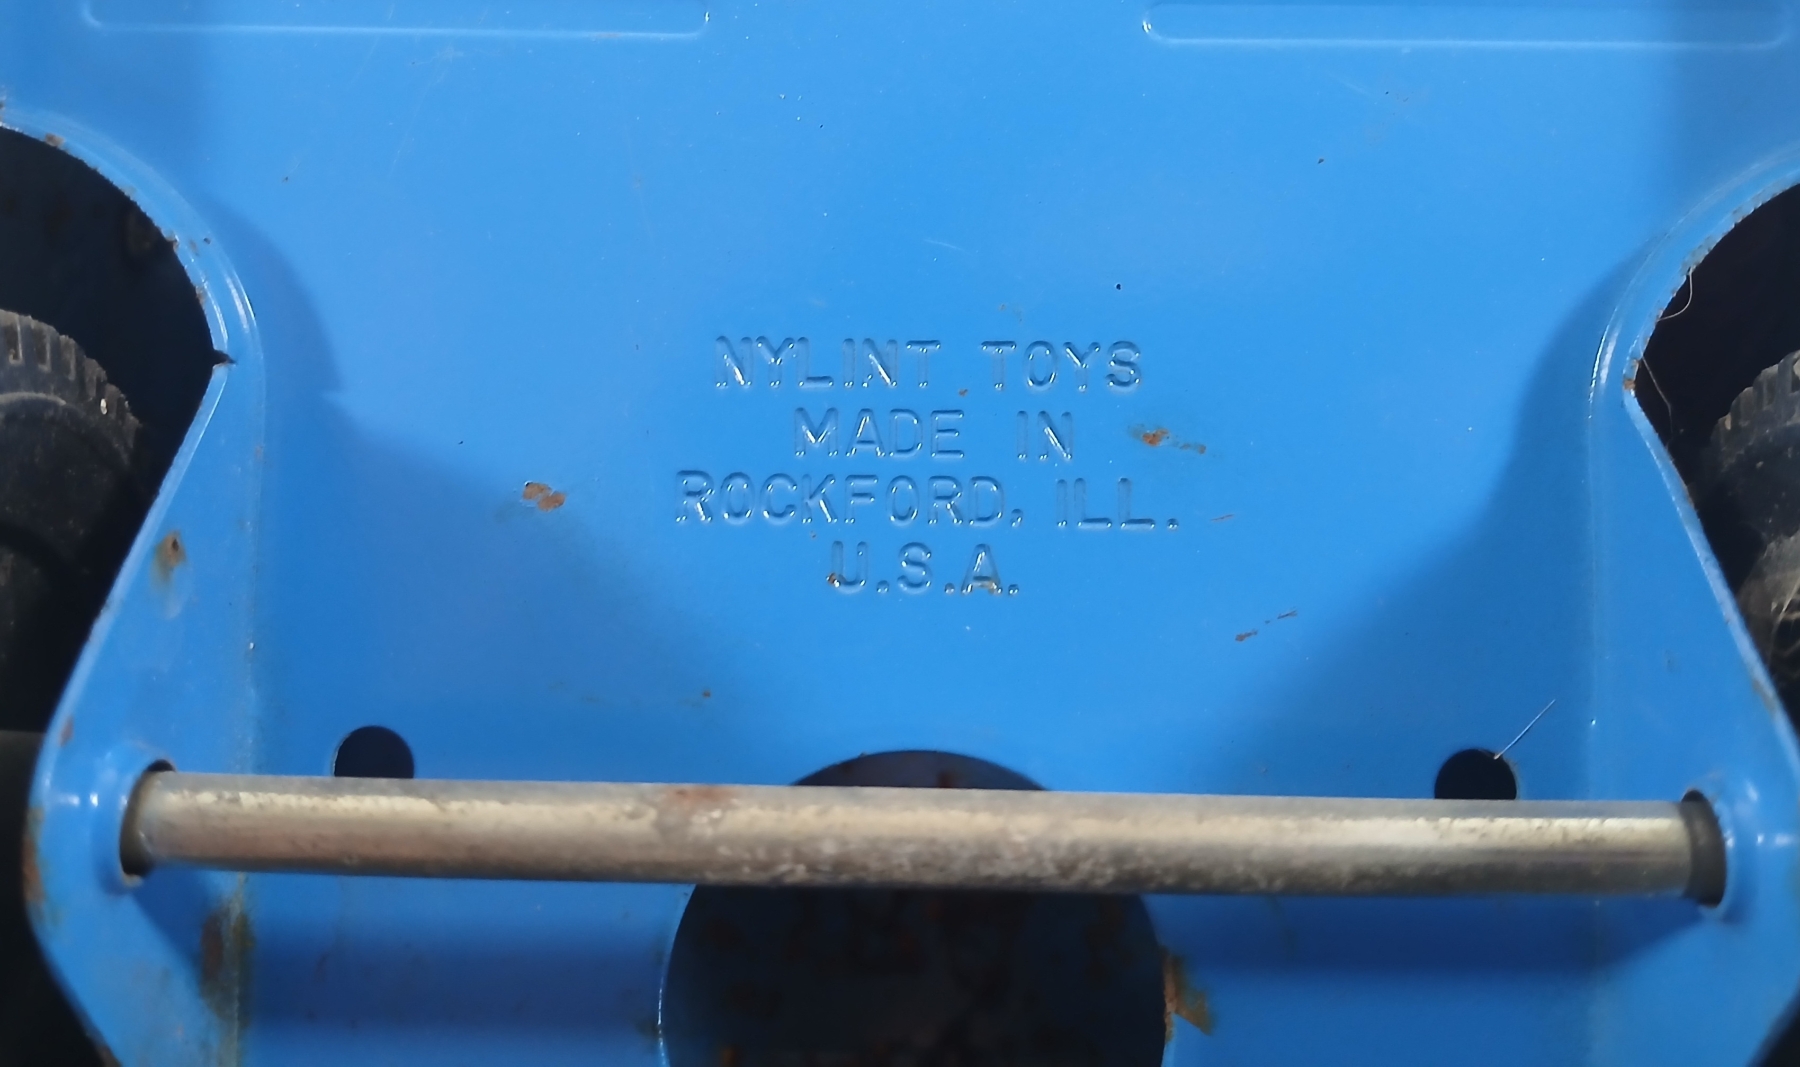 NYLINT TOYS
MADE IN
ROCKFORD, ILL.
U.S.A.